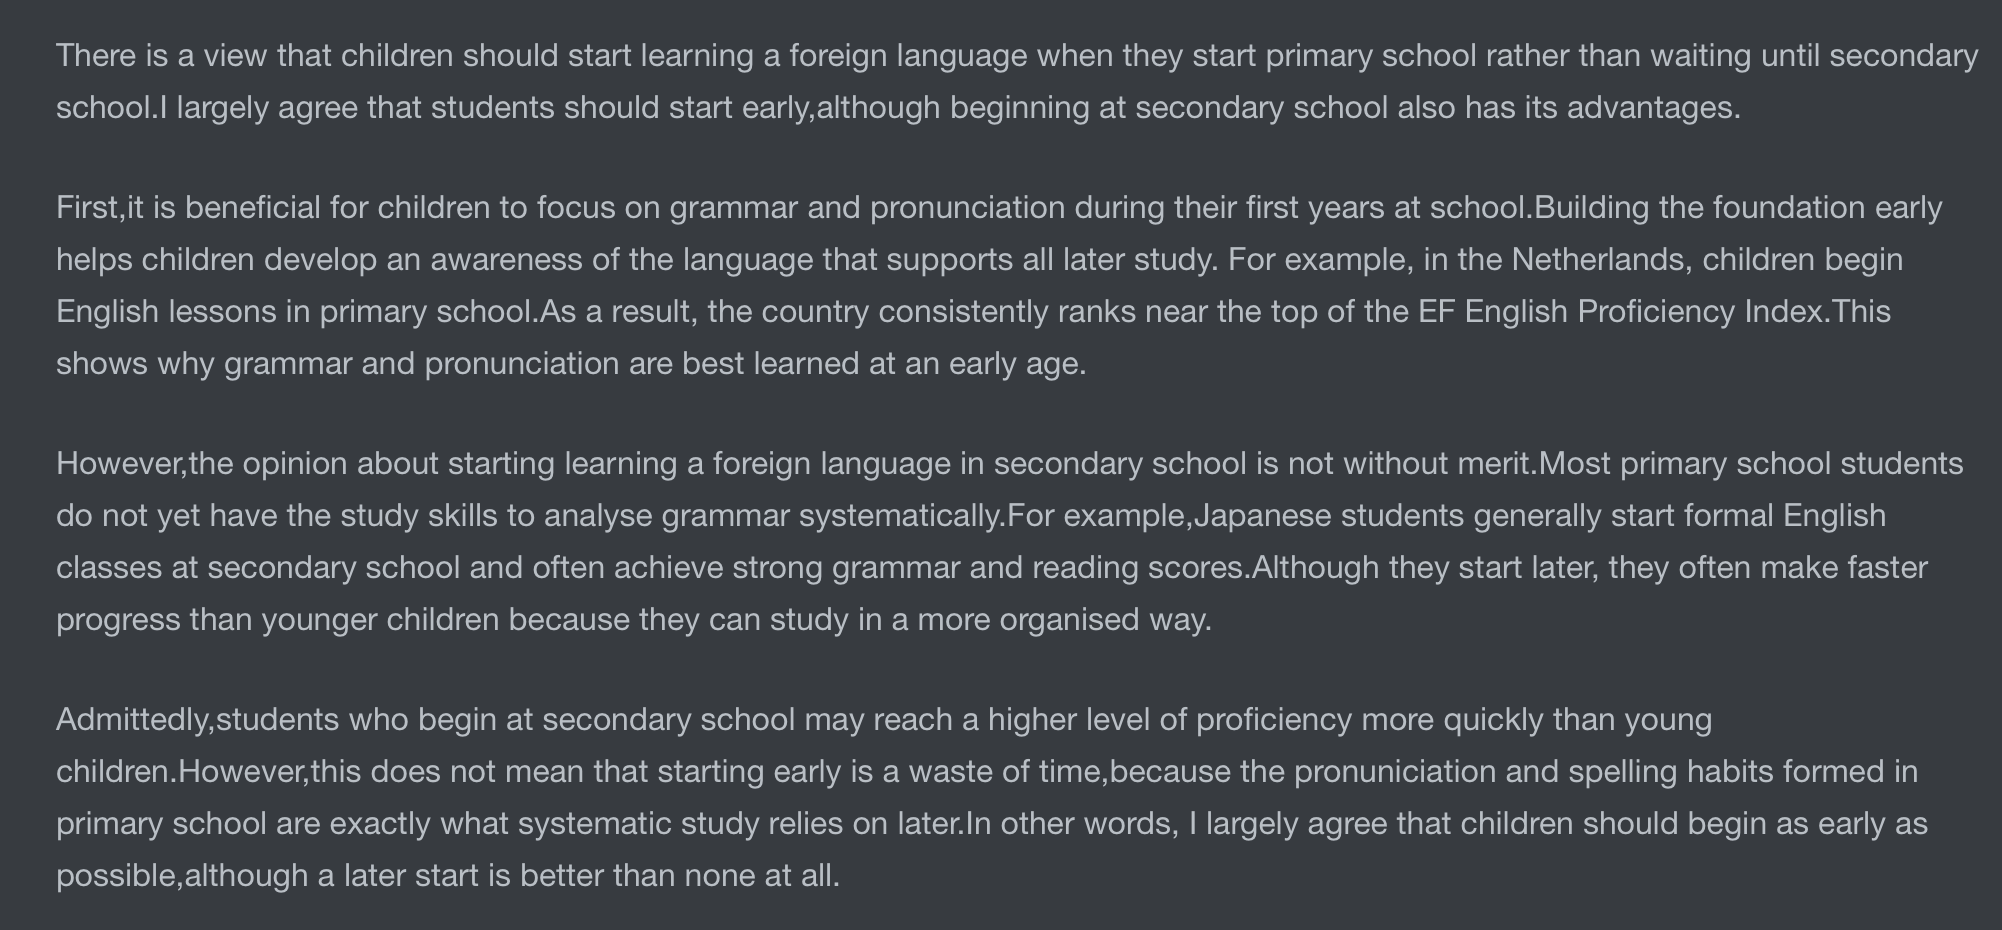 There is a view that children should start learning a foreign language when they start primary school rather than waiting until secondary
school.I largely agree that students should start early,although beginning at secondary school also has its advantages.
First,it is beneficial for children to focus on grammar and pronunciation during their first years at school.Building the foundation early
helps children develop an awareness of the language that supports all later study. For example, in the Netherlands, children begin
English lessons in primary school.As a result, the country consistently ranks near the top of the EF English Proficiency Index.This
shows why grammar and pronunciation are best learned at an early age.
However,the opinion about starting learning a foreign language in secondary school is not without merit.Most primary school students
do not yet have the study skills to analyse grammar systematically.For example,Japanese students generally start formal English
classes at secondary school and often achieve strong grammar and reading scores.Although they start later, they often make faster
progress than younger children because they can study in a more organised way.
Admittedly,students who begin at secondary school may reach a higher level of proficiency more quickly than young
children.However,this does not mean that starting early is a waste of time,because the pronuniciation and spelling habits formed in
primary school are exactly what systematic study relies on later.In other words, I largely agree that children should begin as early as
possible,although a later start is better than none at all.